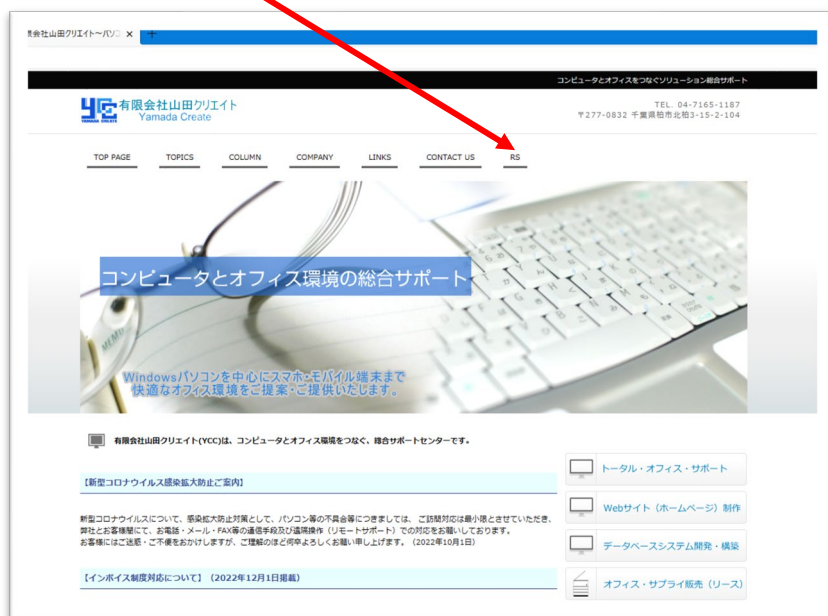 限会社山田クリエイト～パソコ × +
コンピュータとオフィスをつなぐソリューション総合サポート
有限会社山田クリエイト
Yamada Create
YAMADA CREATE
TEL. 04-7165-1187
〒277-0832 千葉県柏市北柏3-15-2-104
TOP PAGE TOPICS COLUMN COMPANY LINKS CONTACT US RS
コンピュータとオフィス環境の総合サポート
Windowsパソコンを中心にスマホ・モバイル端末まで
快適なオフィス環境をご提案・ご提供いたします。
有限会社山田クリエイト(YCC)は、コンピュータとオフィス環境をつなぐ、総合サポートセンターです。
【新型コロナウイルス感染拡大防止ご案内】
新型コロナウイルスについて、感染拡大防止対策として、パソコン等の不具合等につきましては、ご訪問対応は最小限とさせていただき、
弊社とお客様間にて、お電話・メール・FAX等の通信手段及び遠隔操作（リモートサポート）での対応をお願いしております。
お客様にはご迷惑・ご不便をおかけしますが、ご理解のほど何卒よろしくお願い申し上げます。（2022年10月1日）
【インボイス制度対応について】（2022年12月1日掲載）
トータル・オフィス・サポート
Webサイト（ホームページ）制作
データベースシステム開発・構築
オフィス・サプライ販売（リース）